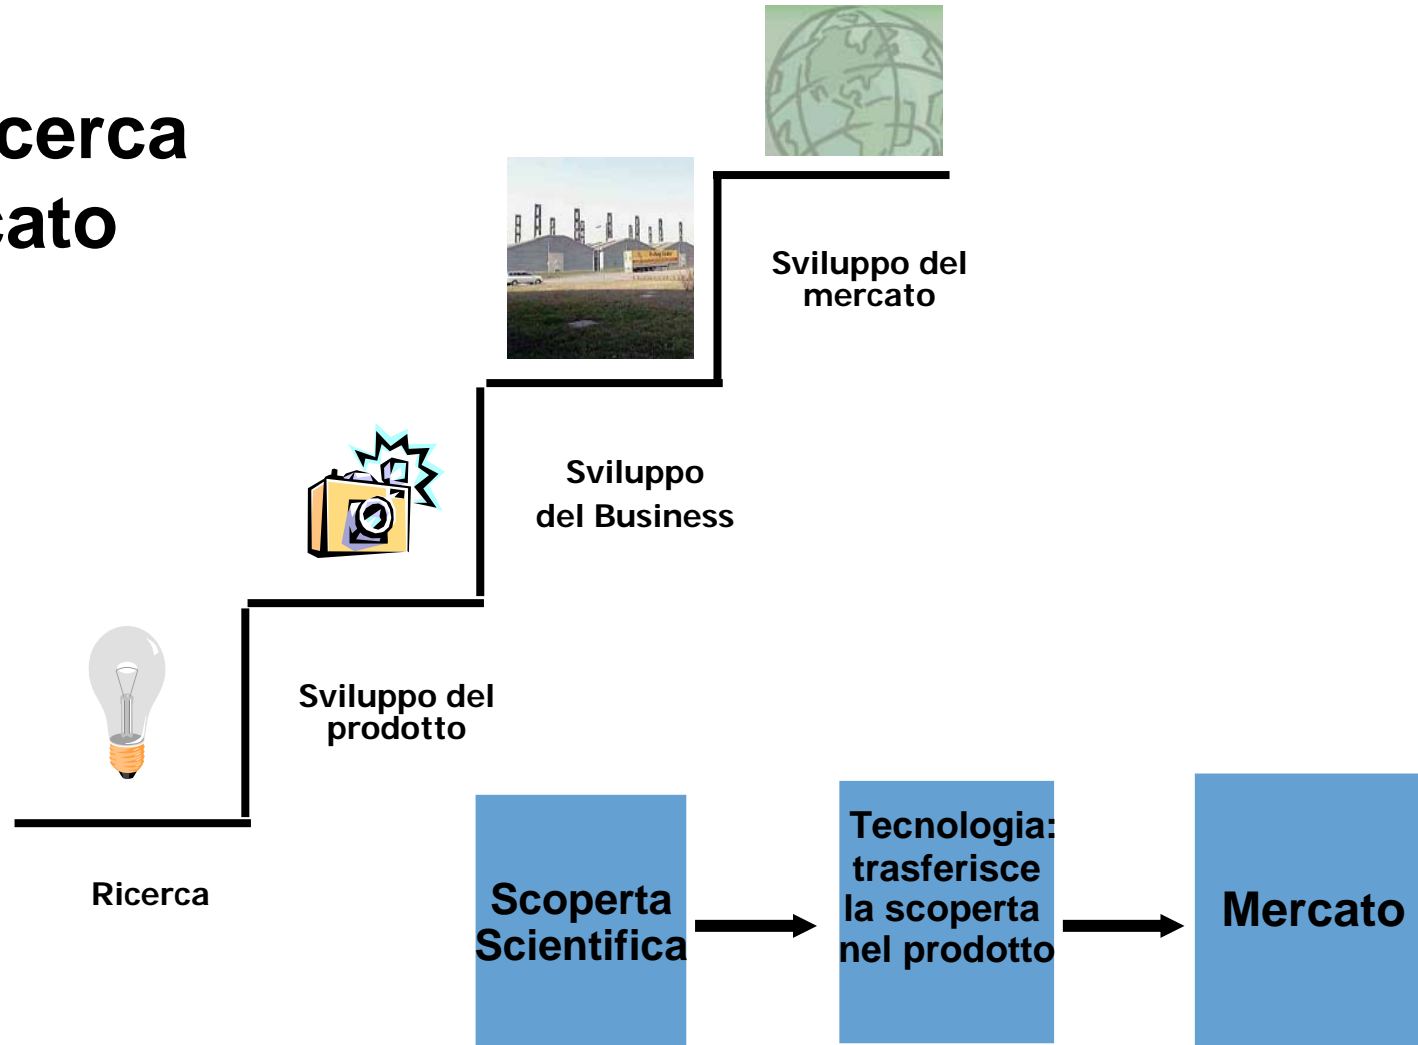 cerca
cato
Sviluppo del
mercato
Sviluppo
del Business
Sviluppo del
prodotto
Ricerca
Scoperta
Scientifica
Tecnologia:
trasferisce
la scoperta
nel prodotto
Mercato